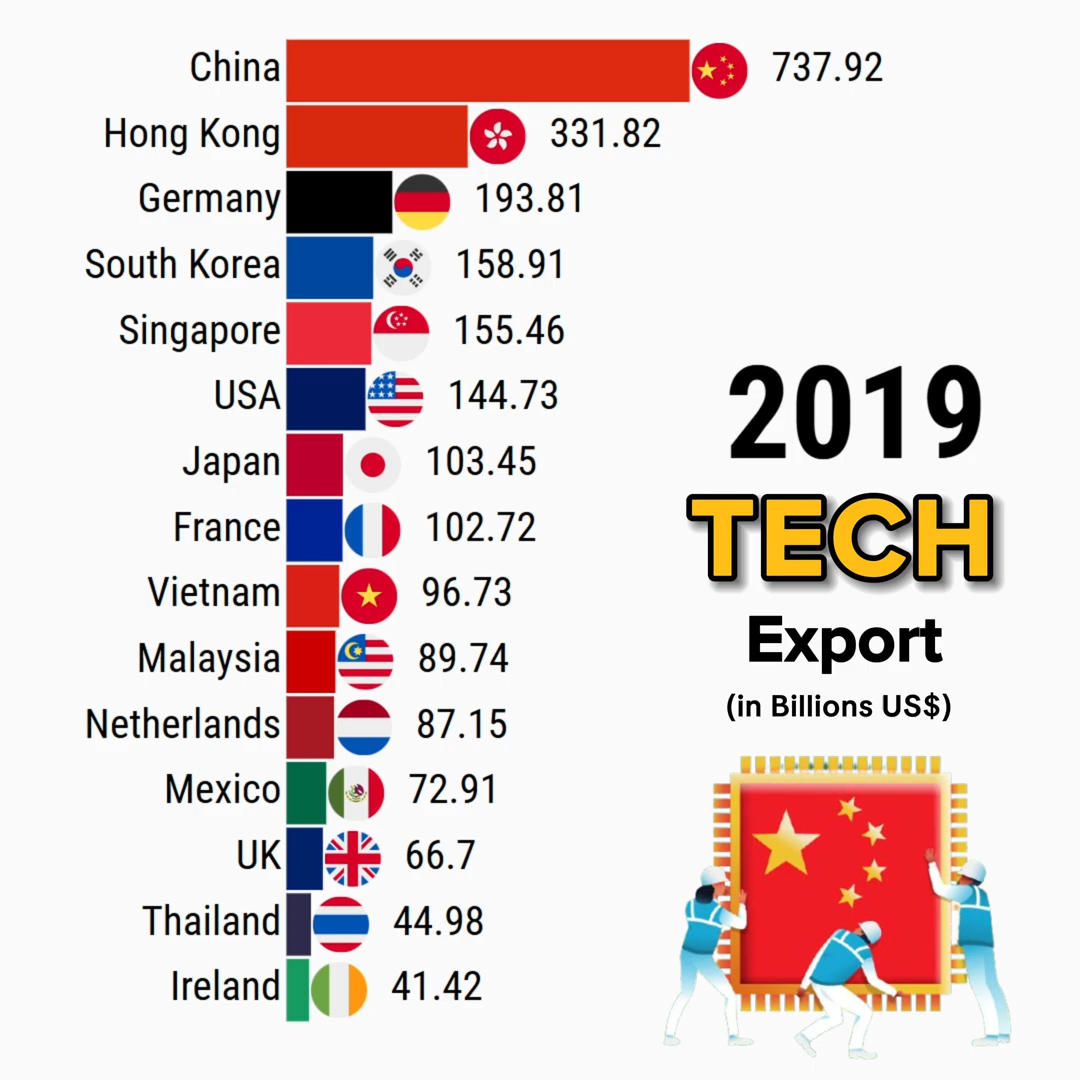 China 737.92
Hong Kong 331.82
Germany 193.81
South Korea 158.91
Singapore 155.46
USA 144.73
Japan 103.45
France 102.72
Vietnam 96.73
Malaysia 89.74
Netherlands 87.15
Mexico 72.91
UK 66.7
Thailand 44.98
Ireland 41.42
2019
TECH
Export
(in Billions US$)